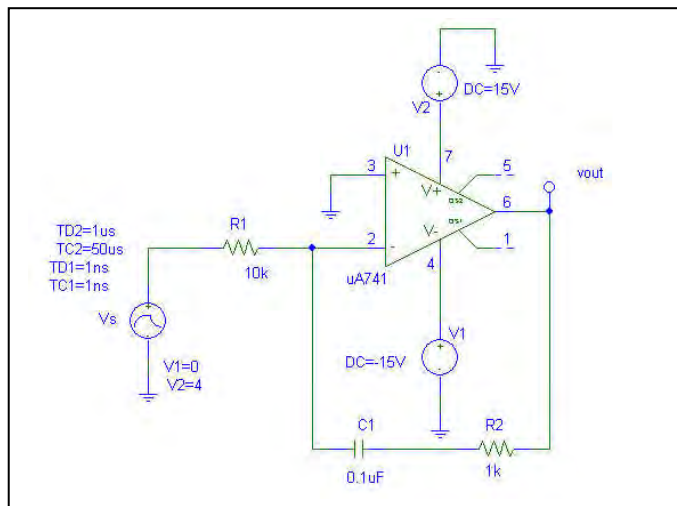 -
+
DC=15V
V2
U1
7
5
3
+
V+
OS2
vout
6
OS1
V-
R1
2
-
1
10k
4
uA741
TD2=1us
TC2=50us
TD1=1ns
TC1=1ns
+
Vs
-
V1=0
V2=4
V1
+
DC=-15V
-
C1
R2
0.1uF
1k